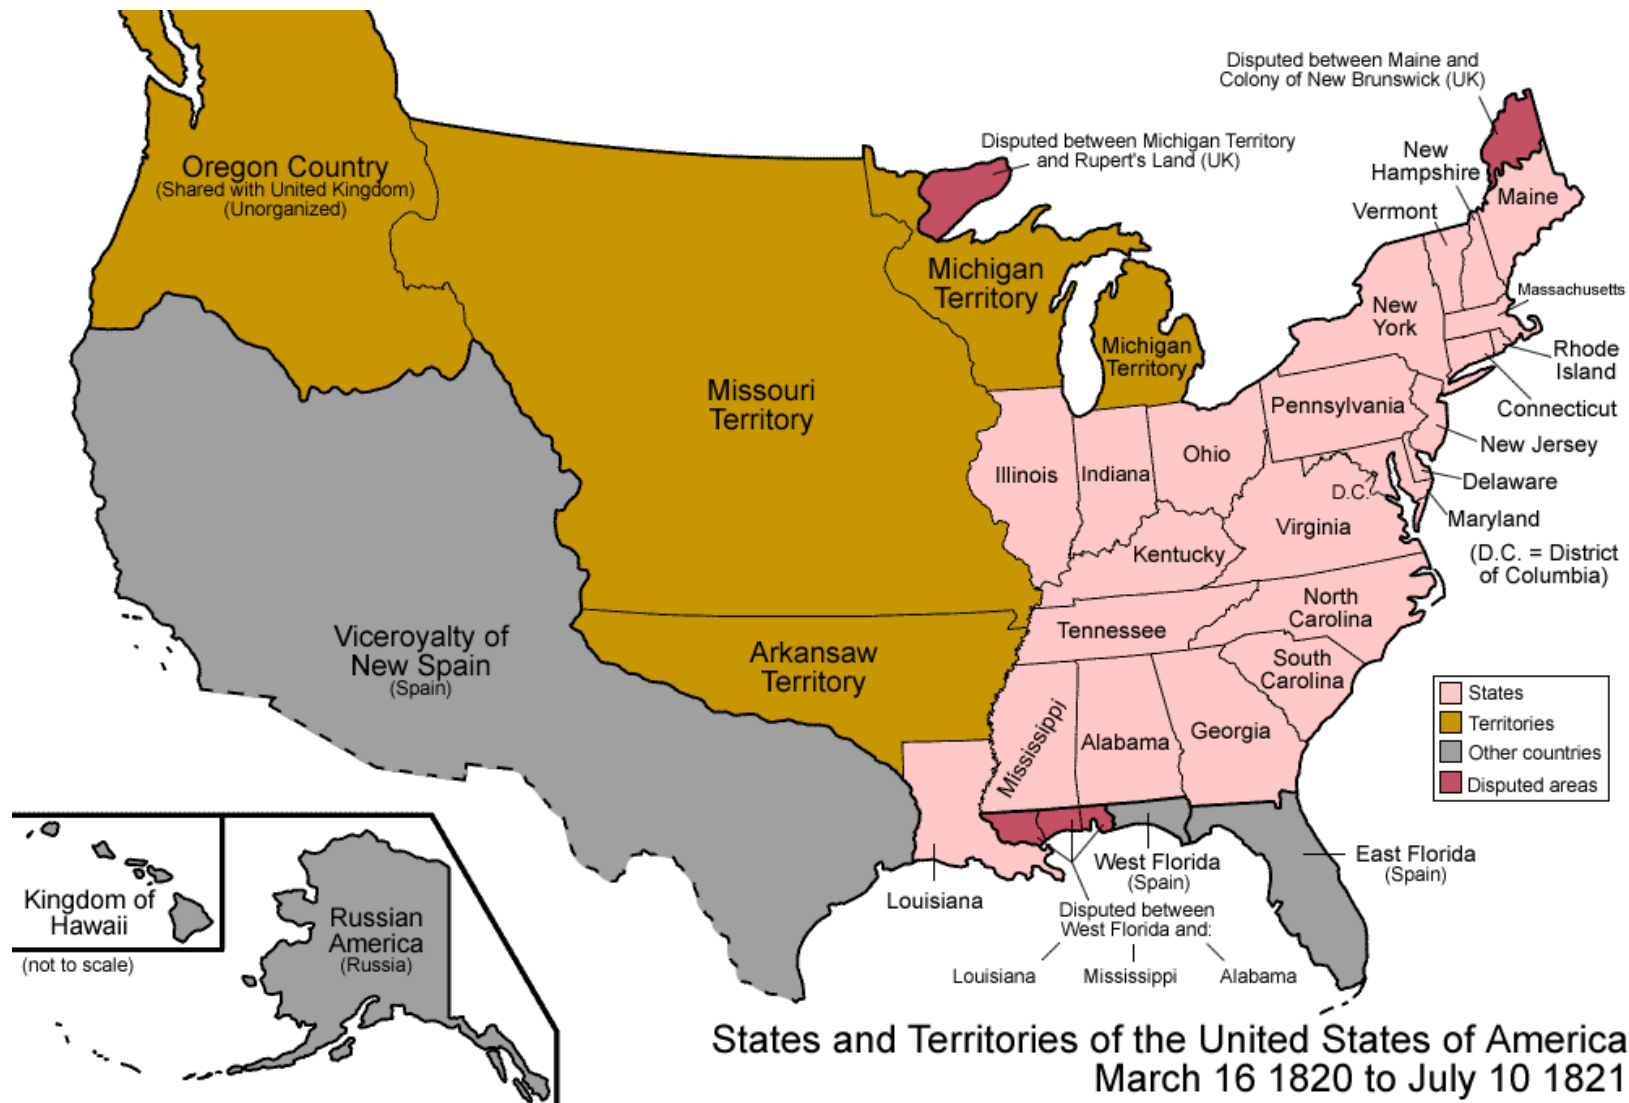 Disputed between Maine and
Colony of New Brunswick (UK)
Disputed between Michigan Territory
and Rupert's Land (UK)
New
Hampshire
Oregon Country
(Shared with United Kingdom)
(Unorganized)
Maine
Vermont
Michigan
Territory
Massachusetts
New
York
Michigan
Territory
Rhode
Island
Missouri
Territory
Pennsylvania
Connecticut
New Jersey
Ohio
Illinois
Indiana
Delaware
D.C.
Maryland
Virginia
Kentucky
(D.C. = District
of Columbia)
North
Carolina
Tennessee
Viceroyalty of
New Spain
(Spain)
Arkansaw
Territory
South
Carolina
States
Territories
Other countries
Disputed areas
Mississippi
Alabama
Georgia
West Florida
(Spain)
East Florida
(Spain)
Louisiana
Disputed between
West Florida and:
Louisiana
Mississippi
Alabama
Kingdom of
Hawaii
(not to scale)
Russian
America
(Russia)
States and Territories of the United States of America
March 16 1820 to July 10 1821